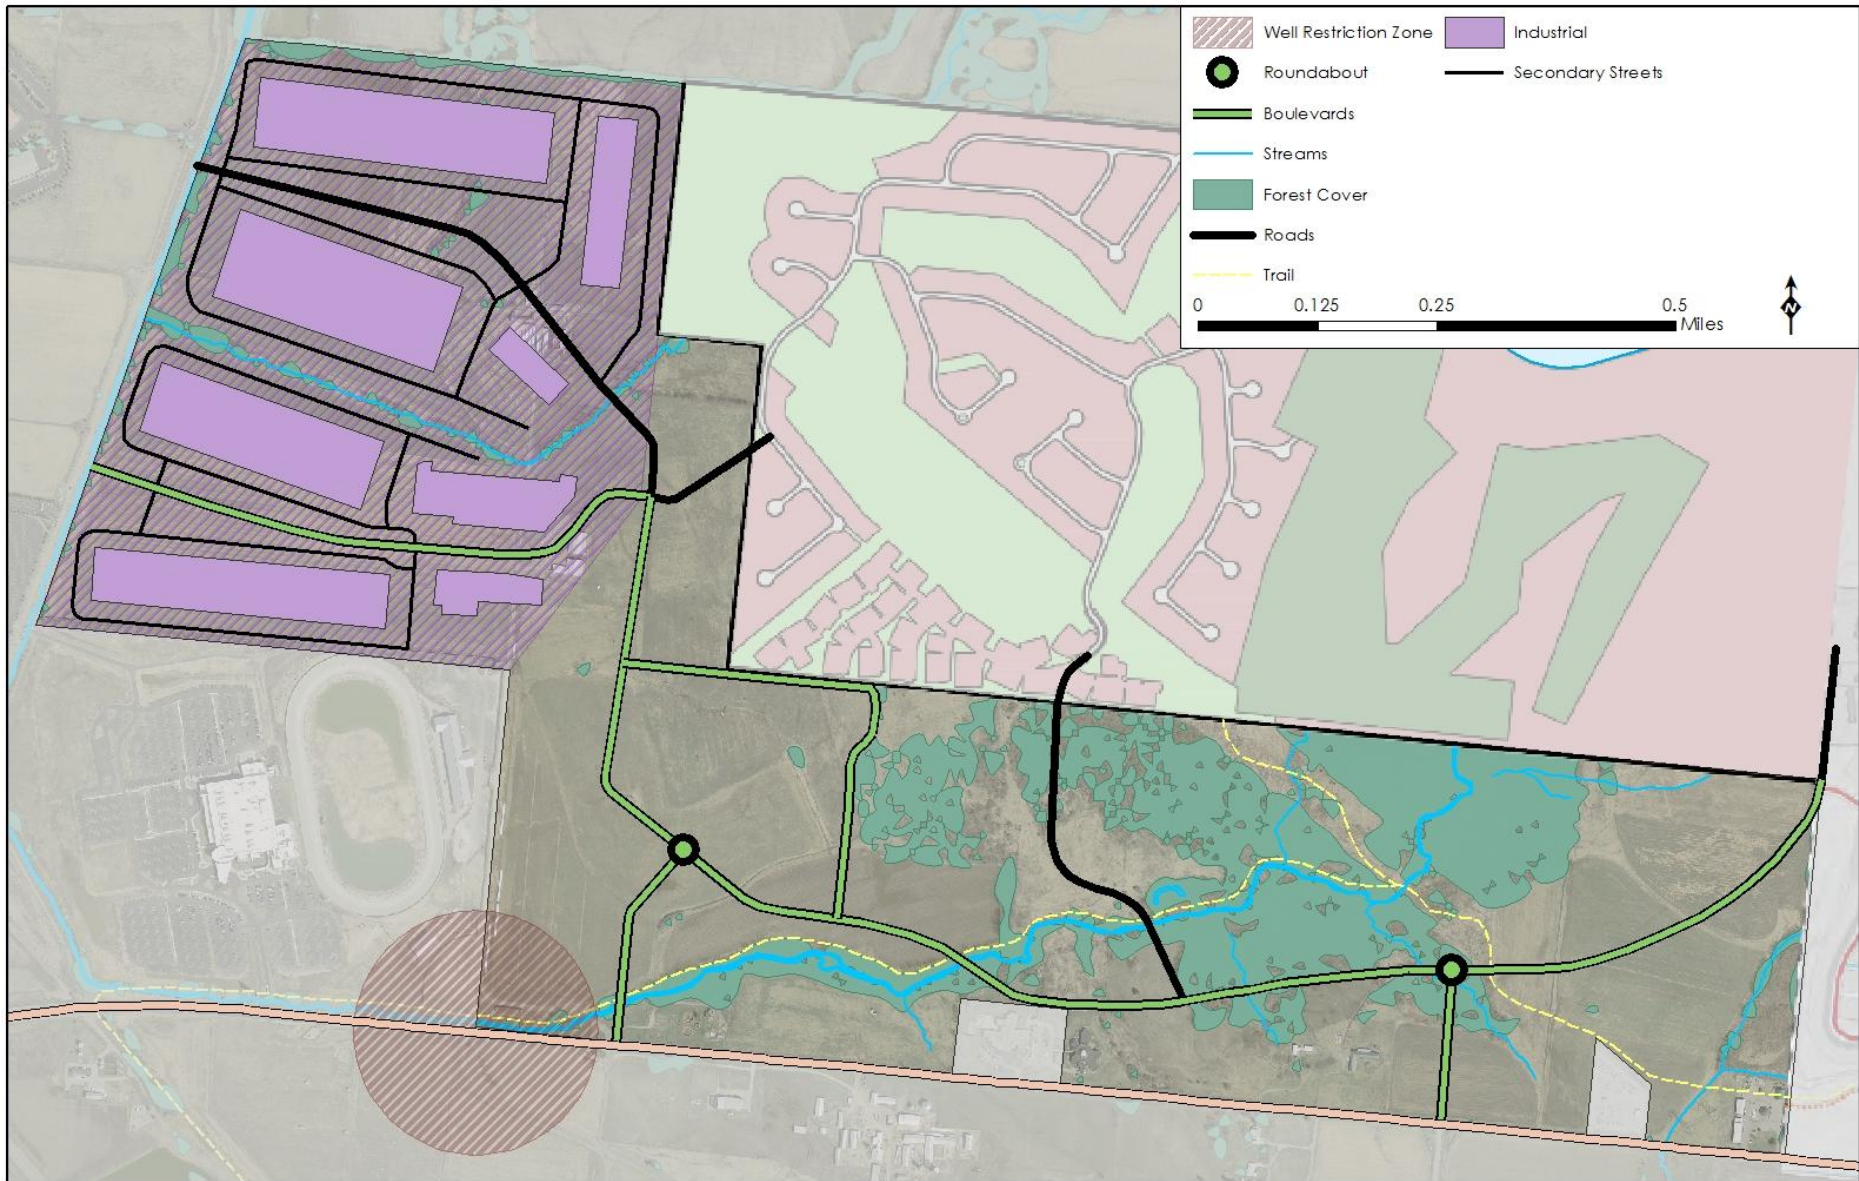 Well Restriction Zone
Industrial
Roundabout
Secondary Streets
Boulevards
Streams
Forest Cover
Roads
Trail
0 0.125 0.25 0.5
Miles
N